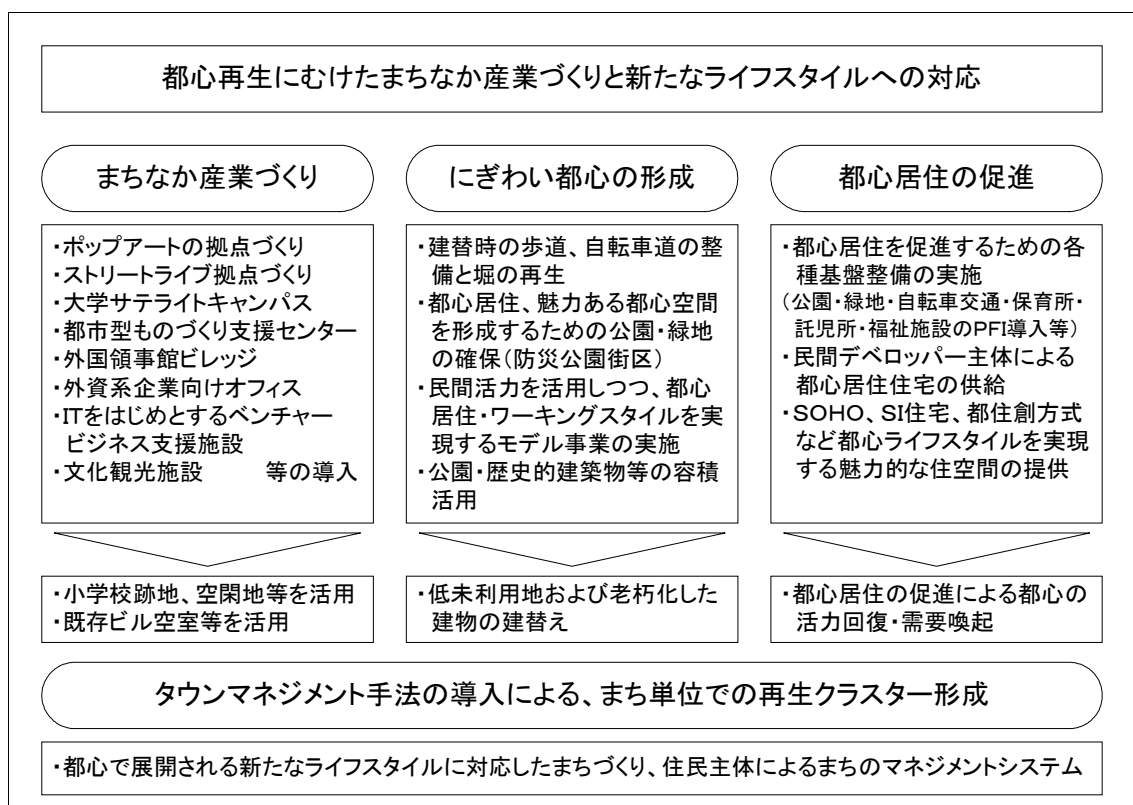 都心再生にむけたまちなか産業づくりと新たなライフスタイルへの対応
まちなか産業づくり
・ポップアートの拠点づくり
・ストリートライブ拠点づくり
・大学サテライトキャンパス
・都市型ものづくり支援センター
・外国領事館ビレッジ
・外資系企業向けオフィス
・ITをはじめとするベンチャー
ビジネス支援施設
・文化観光施設　　等の導入
・小学校跡地、空閑地等を活用
・既存ビル空室等を活用
にぎわい都心の形成
・建替時の歩道、自転車道の整
備と堀の再生
・都心居住、魅力ある都心空間
を形成するための公園・緑地
の確保(防災公園街区)
・民間活力を活用しつつ、都心
居住・ワーキングスタイルを実
現するモデル事業の実施
・公園・歴史的建築物等の容積
活用
・低未利用地および老朽化した
建物の建替え
都心居住の促進
・都心居住を促進するための各
種基盤整備の実施
(公園・緑地・自転車交通・保育所・
託児所・福祉施設のPFI導入等)
・民間デベロッパー主体による
都心居住住宅の供給
・SOHO、SI住宅、都住創方式
など都心ライフスタイルを実現
する魅力的な住空間の提供
・都心居住の促進による都心の
活力回復・需要喚起
タウンマネジメント手法の導入による、まち単位での再生クラスター形成
・都心で展開される新たなライフスタイルに対応したまちづくり、住民主体によるまちのマネジメントシステム